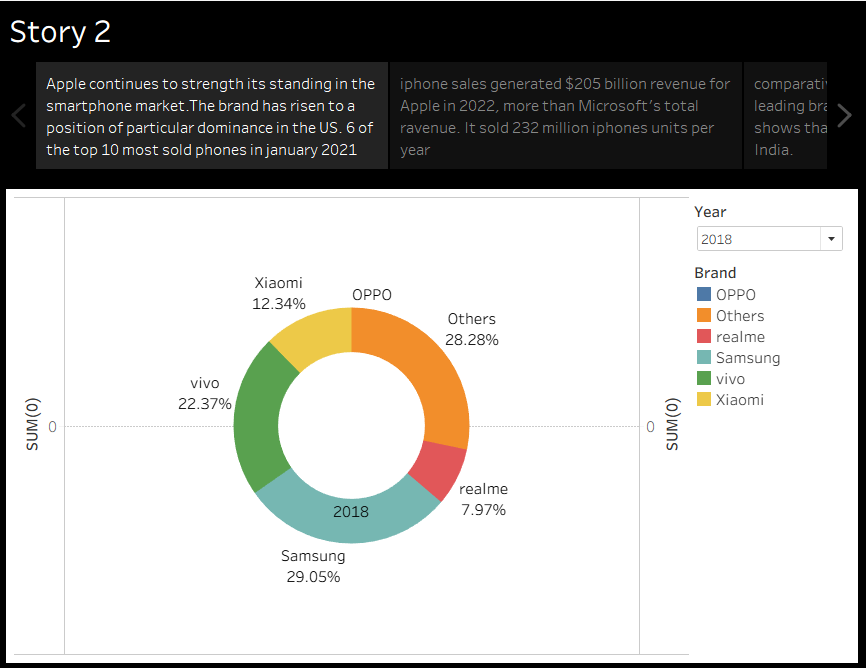 Story 2
Apple continues to strength its standing in the
smartphone market.The brand has risen to a
position of particular dominance in the US. 6 of
the top 10 most sold phones in january 2021
iphone sales generated $205 billion revenue for
Apple in 2022, more than Microsoft's total
ravenue. It sold 232 million iphones units per
year
comparativ
leading bra
shows tha
India.
Year
2018
Brand
OPPO
Others
realme
Samsung
vivo
Xiaomi
Xiaomi
12.34%
OPPO
Others
28.28%
vivo
22.37%
SUM(0)
0
0
SUM(0)
realme
7.97%
2018
Samsung
29.05%